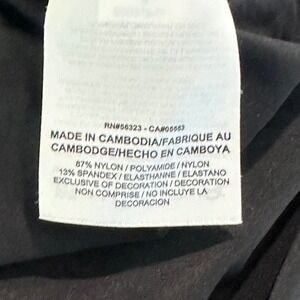 RN#56323 - CA#05553
MADE IN CAMBODIA/FABRIQUE AU
CAMBODGE/HECHO EN CAMBOYA
87% NYLON / POLYAMIDE / NYLON
13% SPANDEX / ELASTHANNE / ELASTANO
EXCLUSIVE OF DECORATION / DECORATION
NON COMPRISE / NO INCLUYE LA
DECORACIÓN